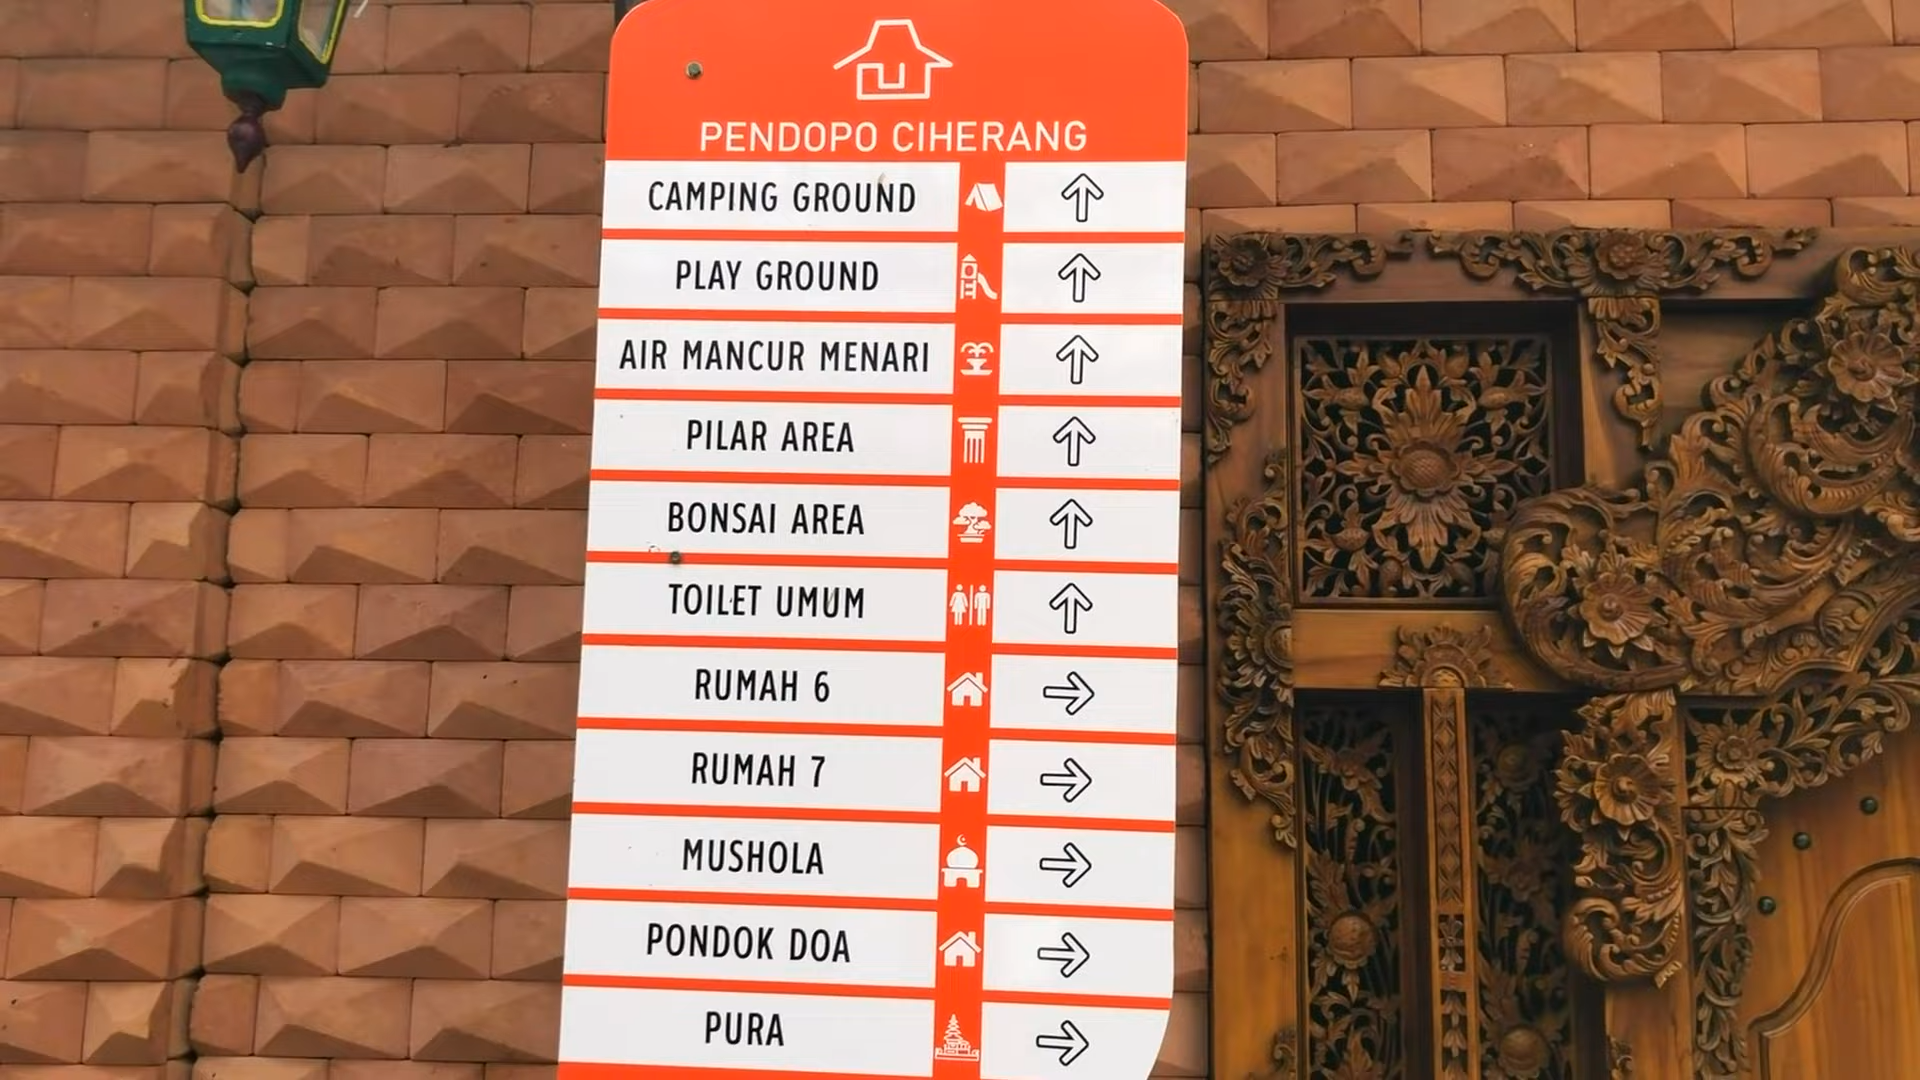 PENDOPO CIHERANG
CAMPING GROUND
PLAY GROUND
AIR MANCUR MENARI
PILAR AREA
BONSAI AREA
TOILET UMUM
RUMAH 6
RUMAH 7
MUSHOLA
PONDOK DOA
PURA